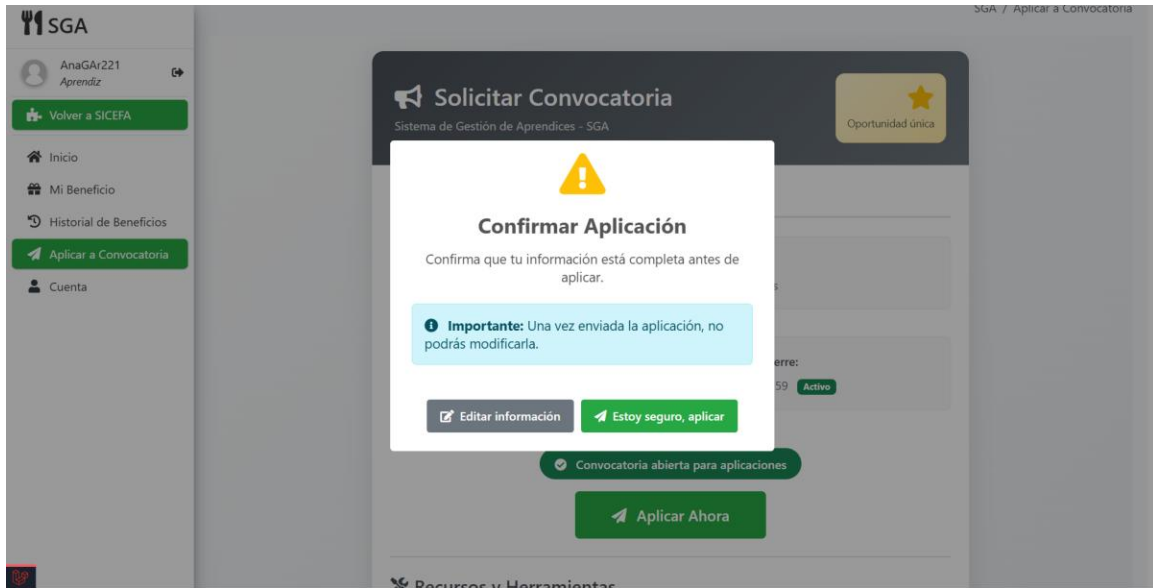 SGA
SGA / Aplicar a Convocatoria
AnaGAr221
Aprendiz
Volver a SICEFA
Inicio
Mi Beneficio
Historial de Beneficios
Aplicar a Convocatoria
Cuenta
Solicitar Convocatoria
Sistema de Gestión de Aprendices - SGA
Oportunidad única
Confirmar Aplicación
Confirma que tu información está completa antes de
aplicar.
Importante: Una vez enviada la aplicación, no
podrás modificarla.
erre:
59 Activo
Editar información
Estoy seguro, aplicar
Convocatoria abierta para aplicaciones
Aplicar Ahora
Recursos y Herramientas